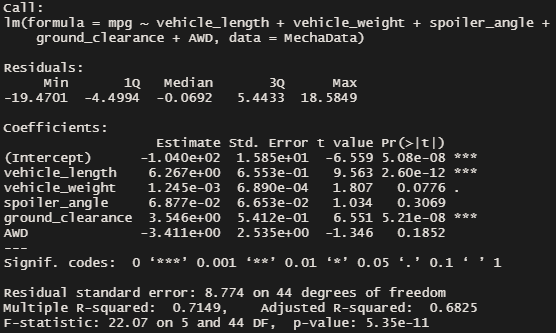 Call:
lm(formula = mpg ~ vehicle_length + vehicle_weight + spoiler_angle +
    ground_clearance + AWD, data = MechaData)

Residuals:
     Min       1Q   Median       3Q      Max
-19.4701  -4.4994  -0.0692   5.4433  18.5849

Coefficients:
                   Estimate Std. Error t value Pr(>|t|)
(Intercept)      -1.040e+02  1.585e+01  -6.559 5.08e-08 ***
vehicle_length    6.267e+00  6.553e-01   9.563 2.60e-12 ***
vehicle_weight    1.245e-03  6.890e-04   1.807   0.0776 .
spoiler_angle     6.877e-02  6.653e-02   1.034   0.3069
ground_clearance  3.546e+00  5.412e-01   6.551 5.21e-08 ***
AWD              -3.411e+00  2.535e+00  -1.346   0.1852
---
Signif. codes:  0 ‘***’ 0.001 ‘**’ 0.01 ‘*’ 0.05 ‘.’ 0.1 ‘ ’ 1

Residual standard error: 8.774 on 44 degrees of freedom
Multiple R-squared:  0.7149,	Adjusted R-squared:  0.6825
F-statistic: 22.07 on 5 and 44 DF,  p-value: 5.35e-11